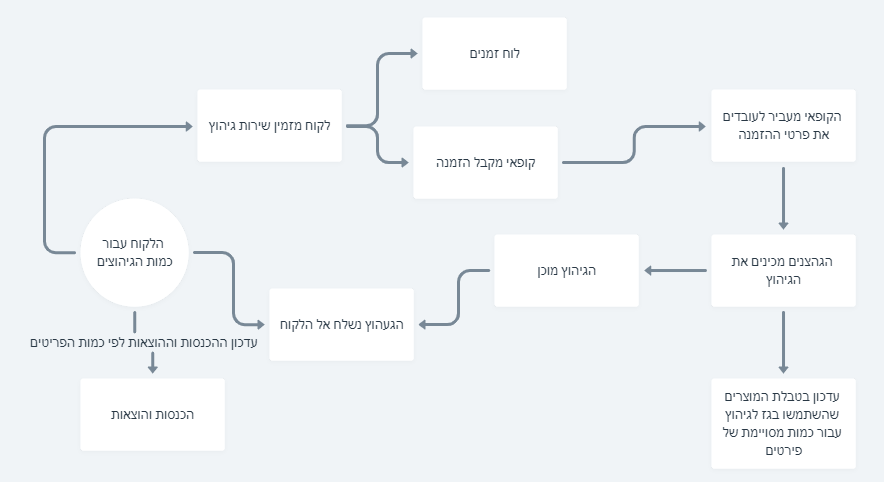 לוח זמנים
לקוח מזמין שירות גיהוץ
קופאי מקבל הזמנה
הקופאי מעביר לעובדים
את פרטי ההזמנה
הגהצנים מכינים את
הגיהוץ
הגיהוץ מוכן
הגעהוץ נשלח אל הלקוח
הלקוח עבור
כמות הגיהוצים
עדכון ההכנסות וההוצאות לפי כמות הפריטים
הכנסות והוצאות
עדכון בטבלת המוצרים
שהשתמשו בגז לגיהוץ
עבור כמות מסויימת של
פירטים